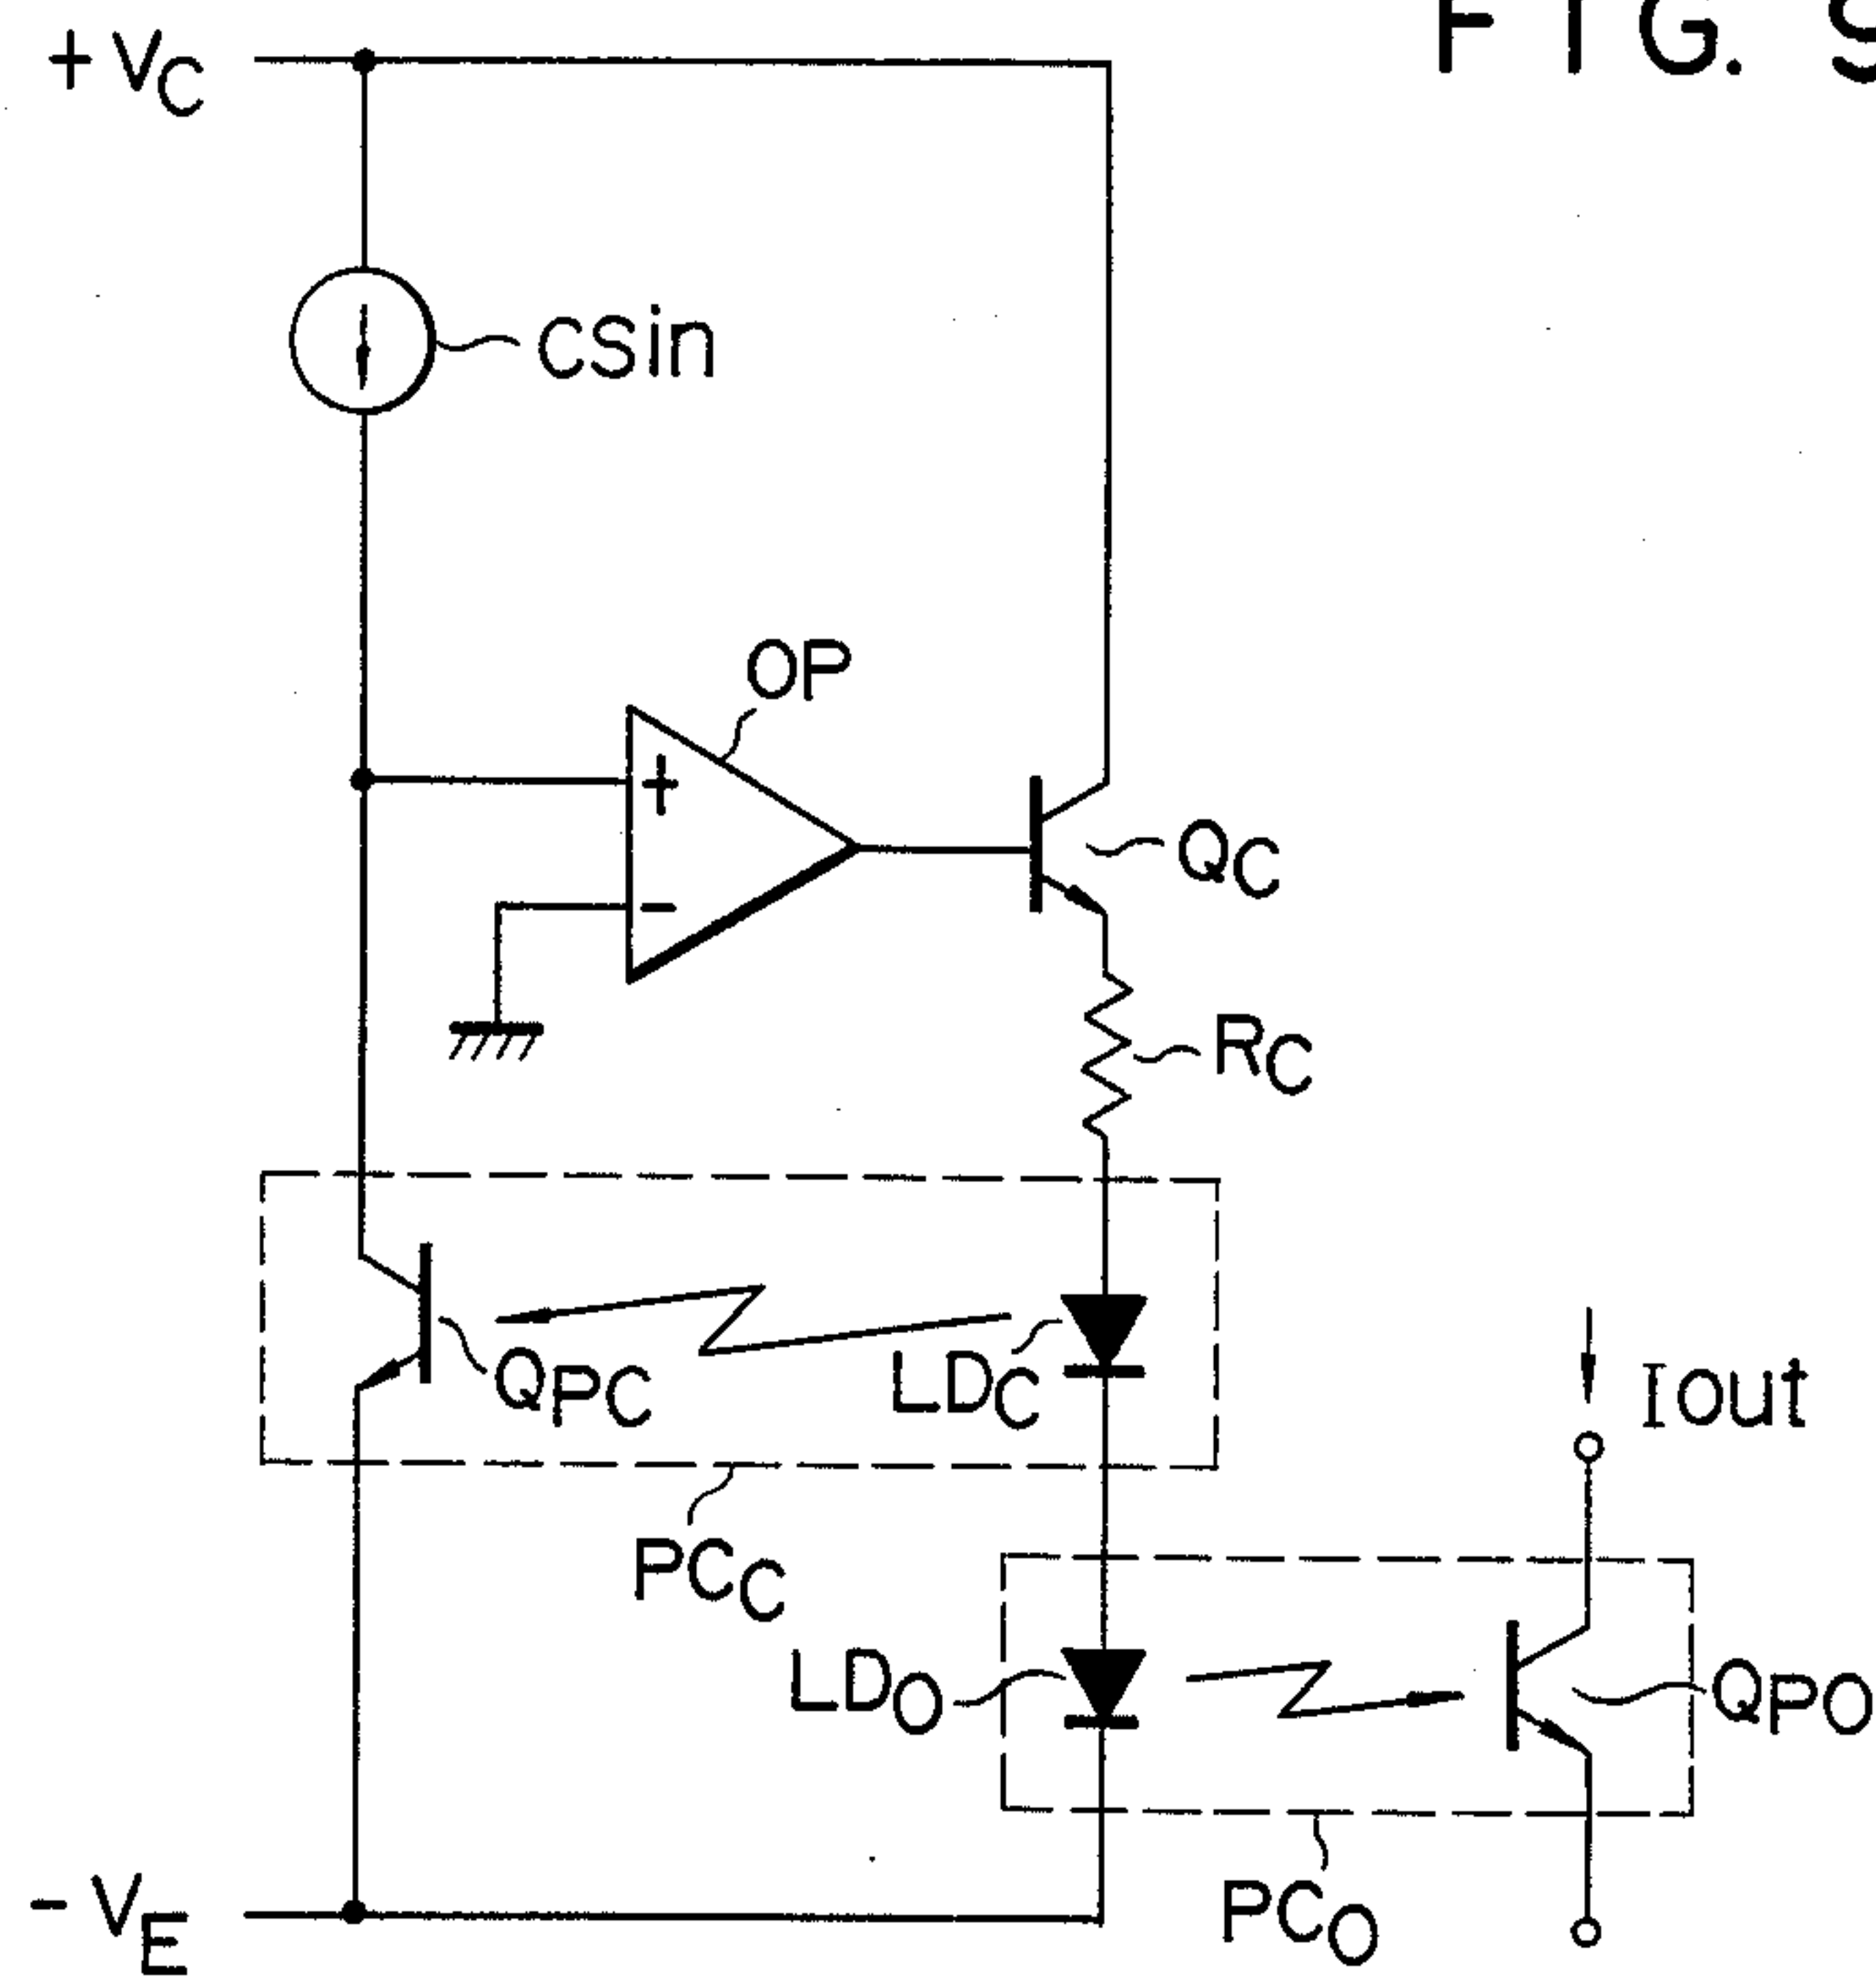 FIG. 9
+VC
CSin
OP
+
QC
-
RC
QPC
LDC
Iout
PCC
LDO
QPO
PCO
-VE